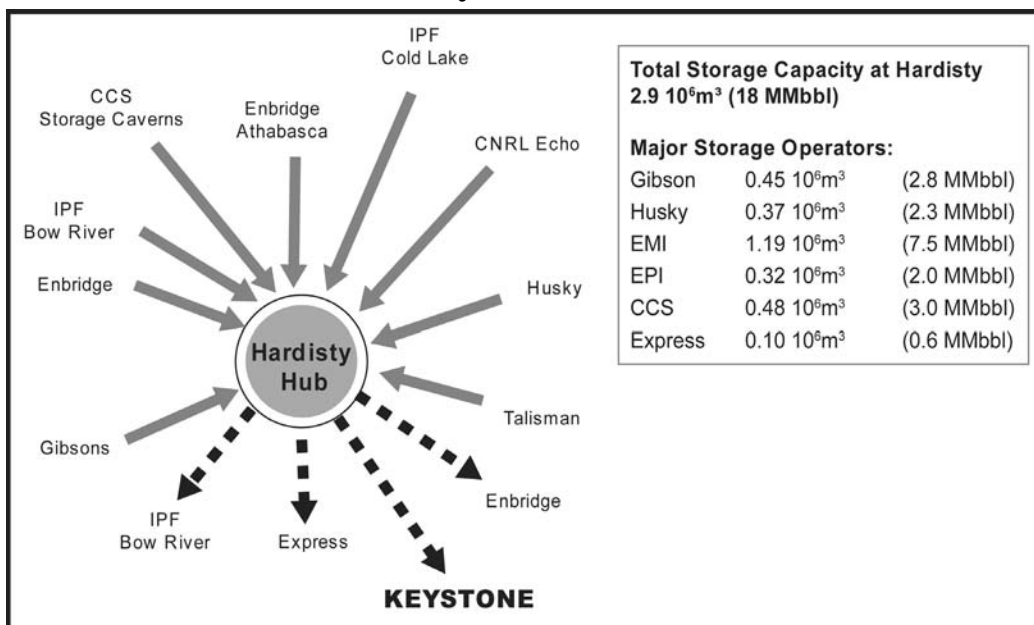 IPF
Cold Lake
CCS
Storage Caverns
Enbridge
Athabasca
CNRL Echo
IPF
Bow River
Enbridge
Husky
Hardisty
Hub
Talisman
Gibsons
Enbridge
IPF
Bow River
Express
KEYSTONE
Total Storage Capacity at Hardisty
2.9 10⁶m³ (18 MMbbl)
Major Storage Operators:
Gibson 0.45 10⁶m³ (2.8 MMbbl)
Husky 0.37 10⁶m³ (2.3 MMbbl)
EMI 1.19 10⁶m³ (7.5 MMbbl)
EPI 0.32 10⁶m³ (2.0 MMbbl)
CCS 0.48 10⁶m³ (3.0 MMbbl)
Express 0.10 10⁶m³ (0.6 MMbbl)